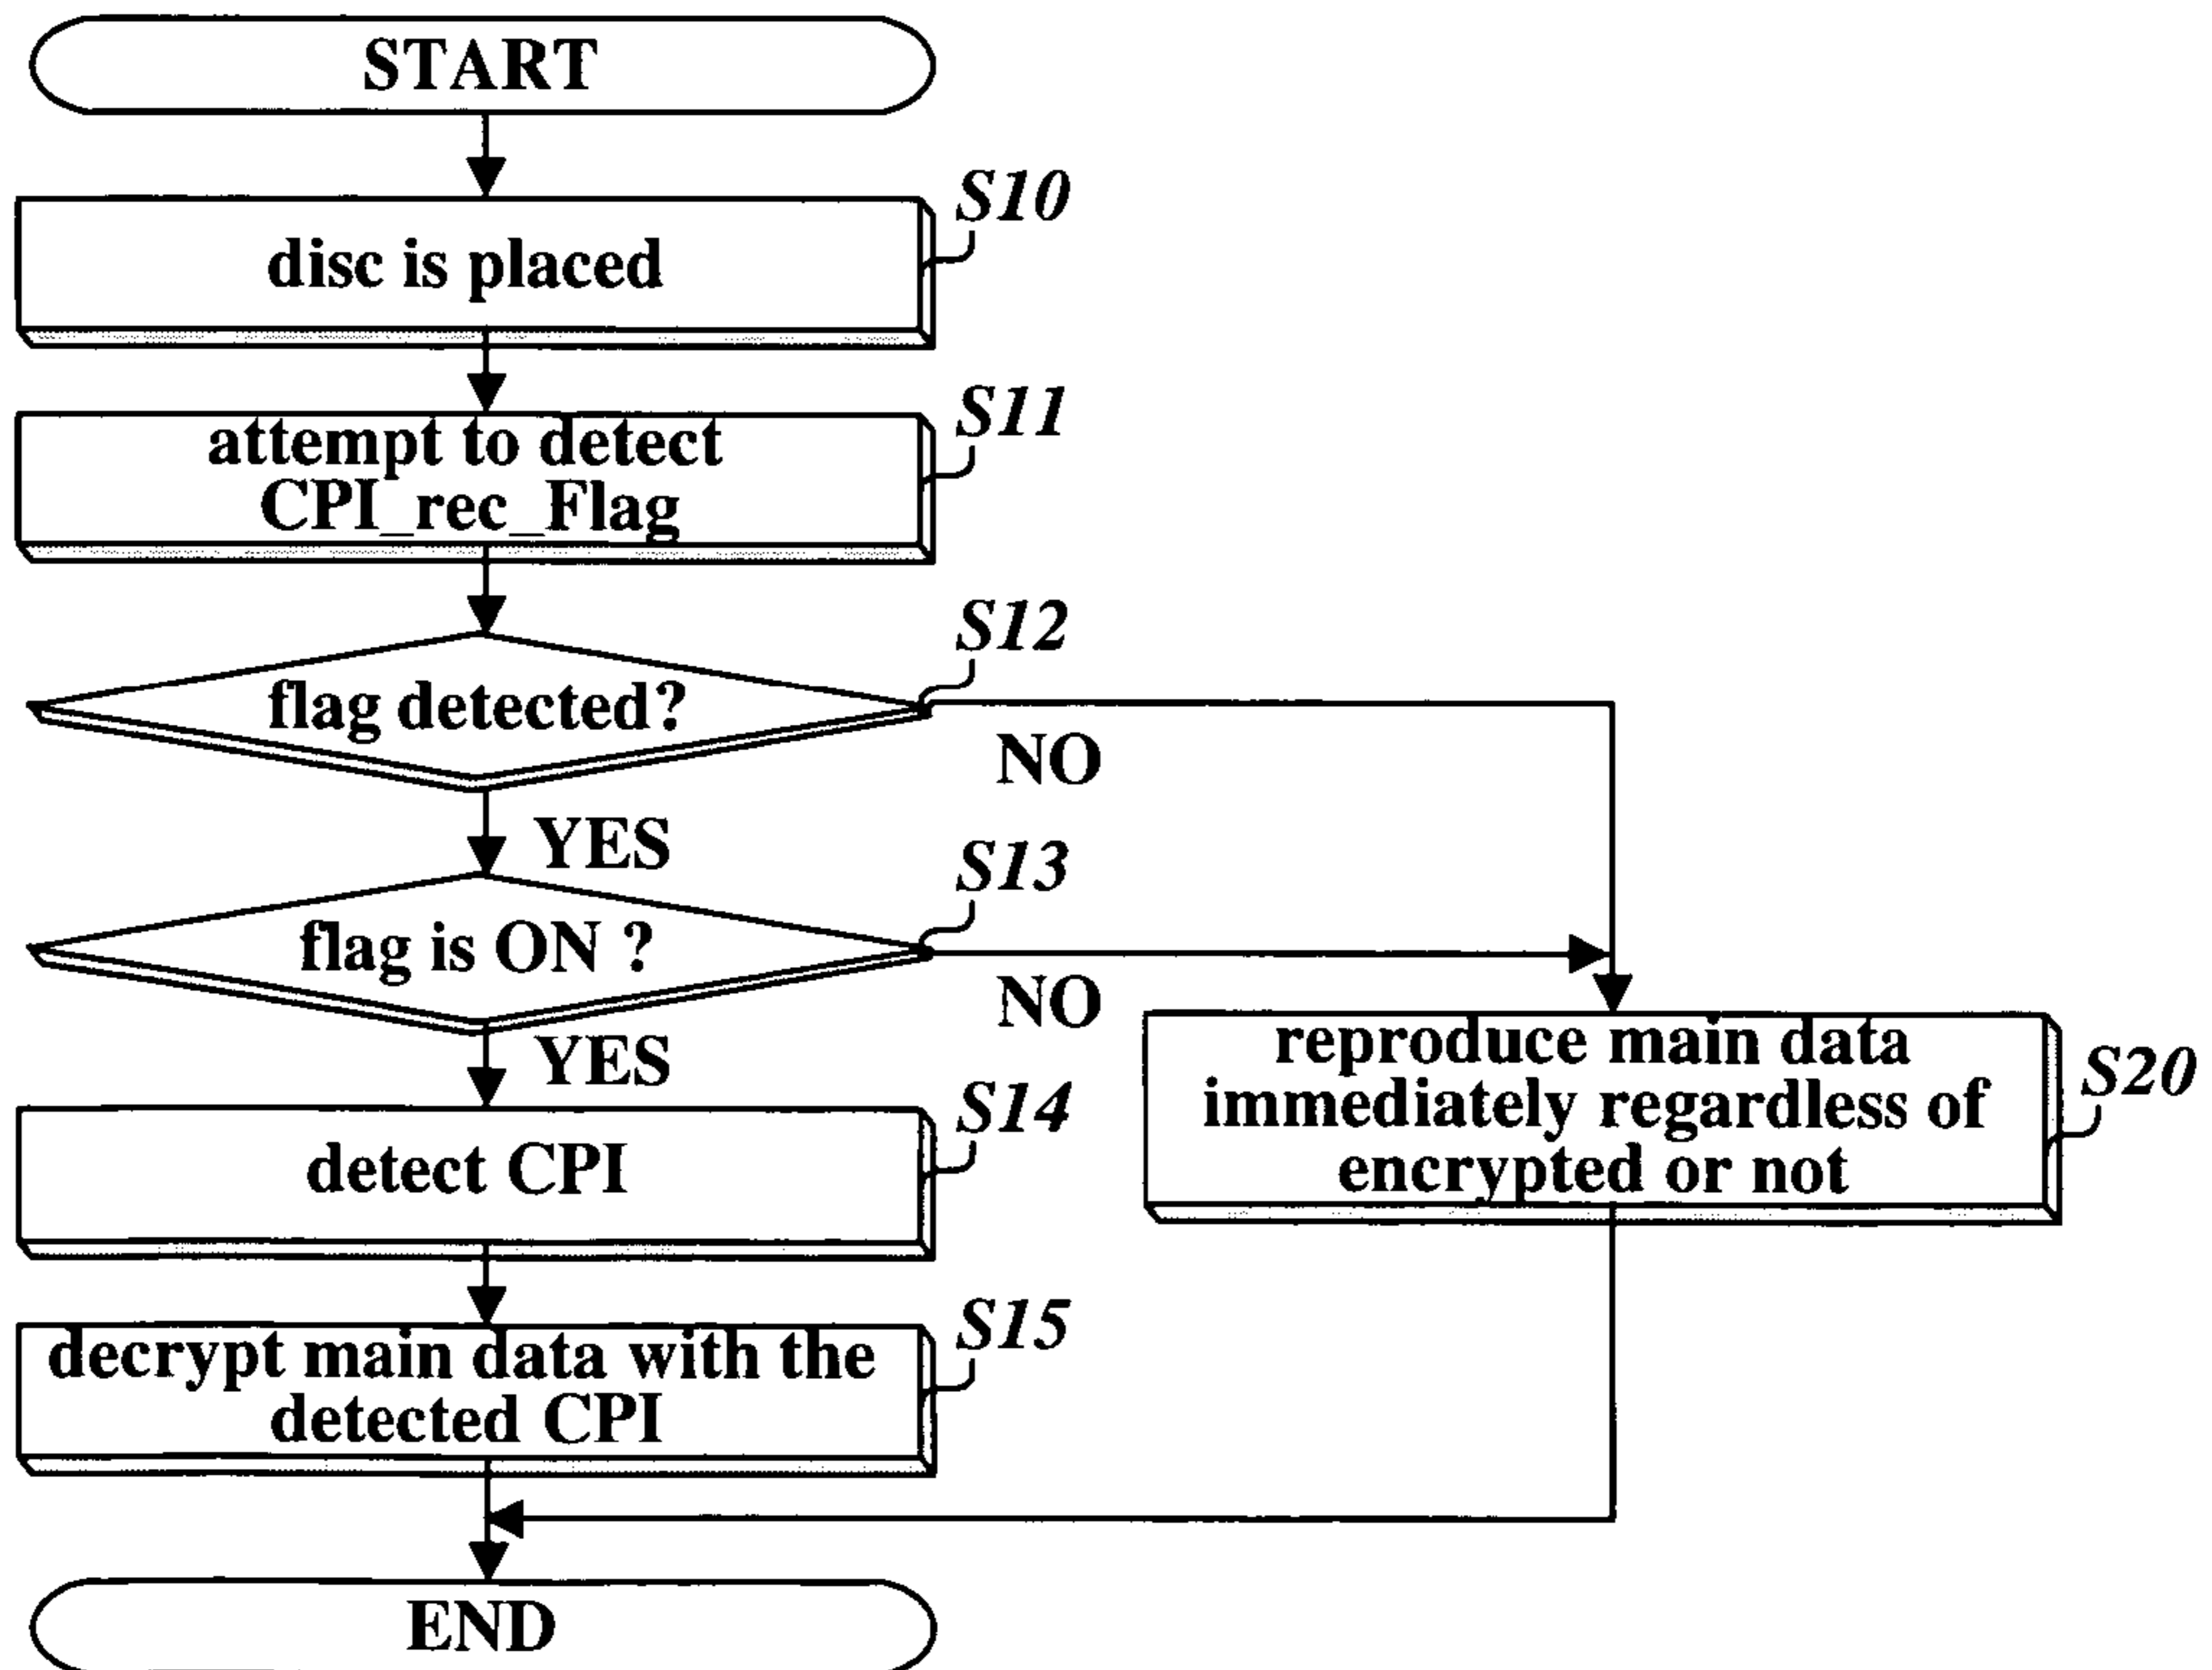 START
S10
disc is placed
S11
attempt to detect
CPI_rec_Flag
S12
flag detected?
NO
YES
S13
flag is ON ?
NO
YES
S14
detect CPI
S20
reproduce main data
immediately regardless of
encrypted or not
S15
decrypt main data with the
detected CPI
END